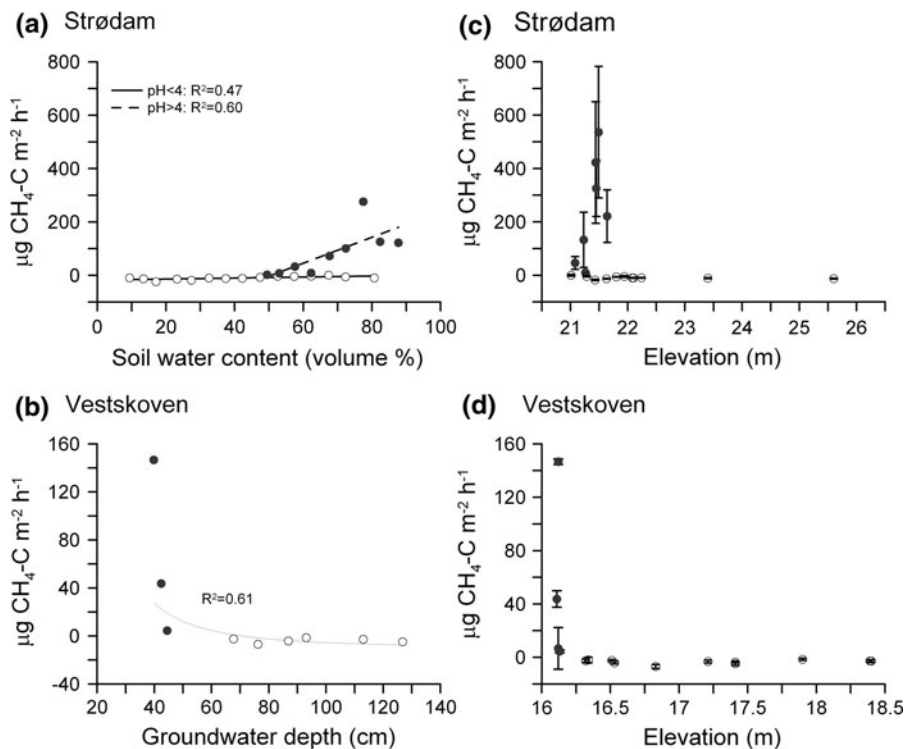 (a) Strødam
800
600
400
200
0
µg CH₄-C m⁻² h⁻¹
pH<4: R²=0.47
pH>4: R²=0.60
0 20 40 60 80 100
Soil water content (volume %)
(c) Strødam
800
600
400
200
0
µg CH₄-C m⁻² h⁻¹
21 22 23 24 25 26
Elevation (m)
(b) Vestskoven
160
120
80
40
0
-40
µg CH₄-C m⁻² h⁻¹
R²=0.61
20 40 60 80 100 120 140
Groundwater depth (cm)
(d) Vestskoven
160
120
80
40
0
µg CH₄-C m⁻² h⁻¹
16 16.5 17 17.5 18 18.5
Elevation (m)